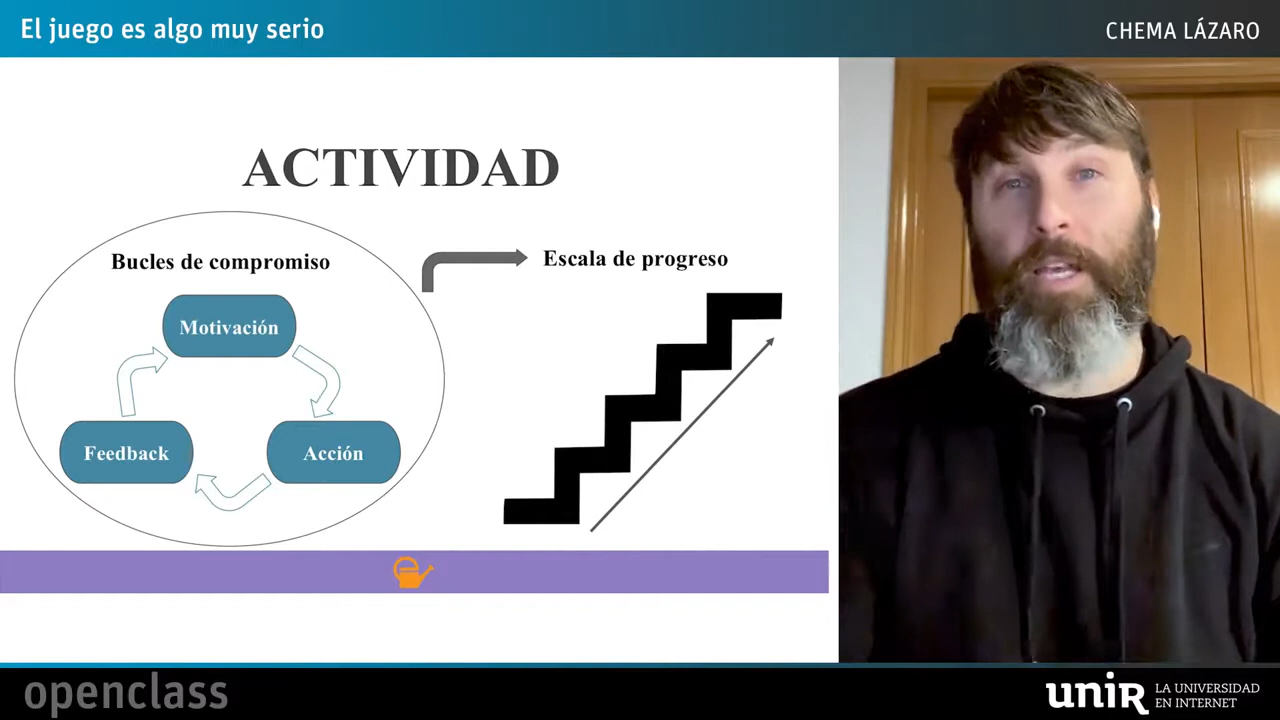 El juego es algo muy serio
CHEMA LÁZARO
ACTIVIDAD
Bucles de compromiso
Motivación
Feedback
Acción
Escala de progreso
openclass
unir
LA UNIVERSIDAD
EN INTERNET